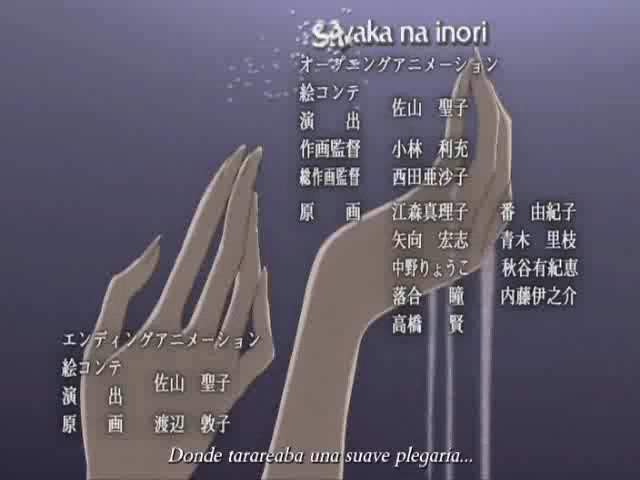 Sayaka na inori
オープニングアニメーション
絵コンテ
演　出　佐山　聖子
作画監督　小林　利充
総作画監督　西田亜沙子
原　画　江森真理子　番　由紀子
矢向　宏志　青木　里枝
中野りょうこ　秋谷有紀恵
落合　瞳　内藤伊之介
高橋　賢
エンディングアニメーション
絵コンテ
演　出　佐山　聖子
原　画　渡辺　敦子
Donde tarareaba una suave plegaría...